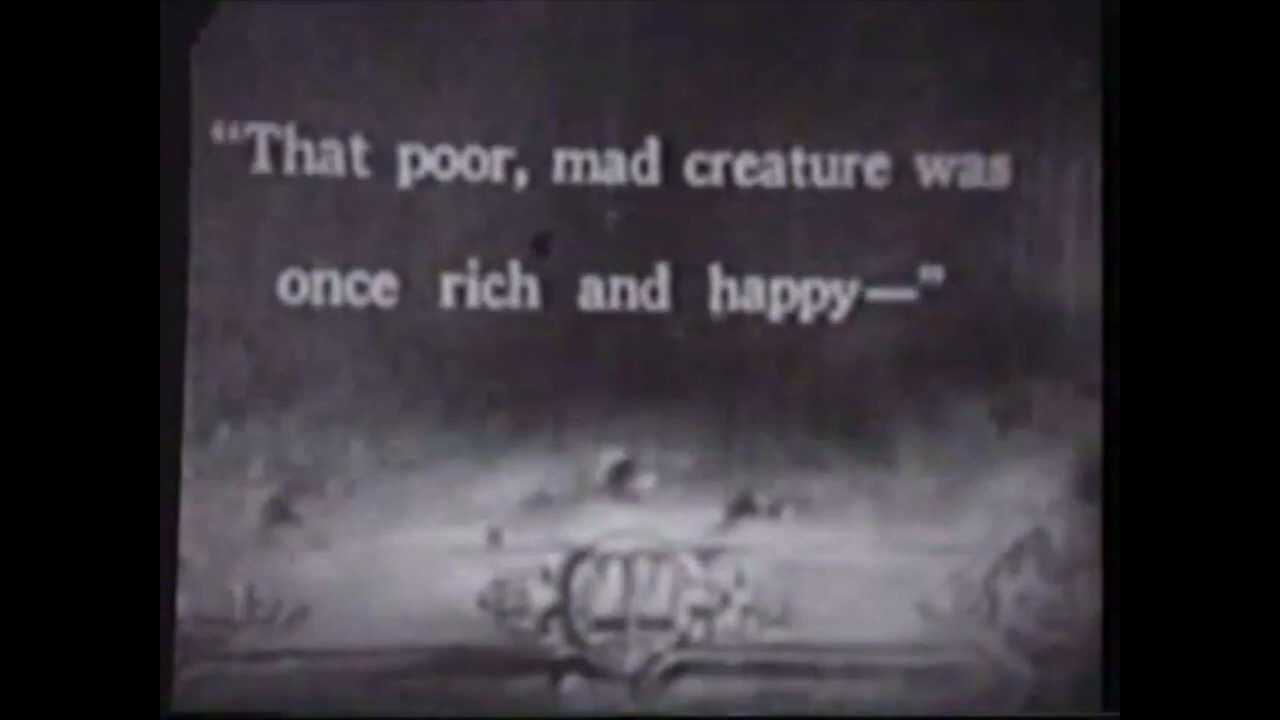 “That poor, mad creature was
once rich and happy—”